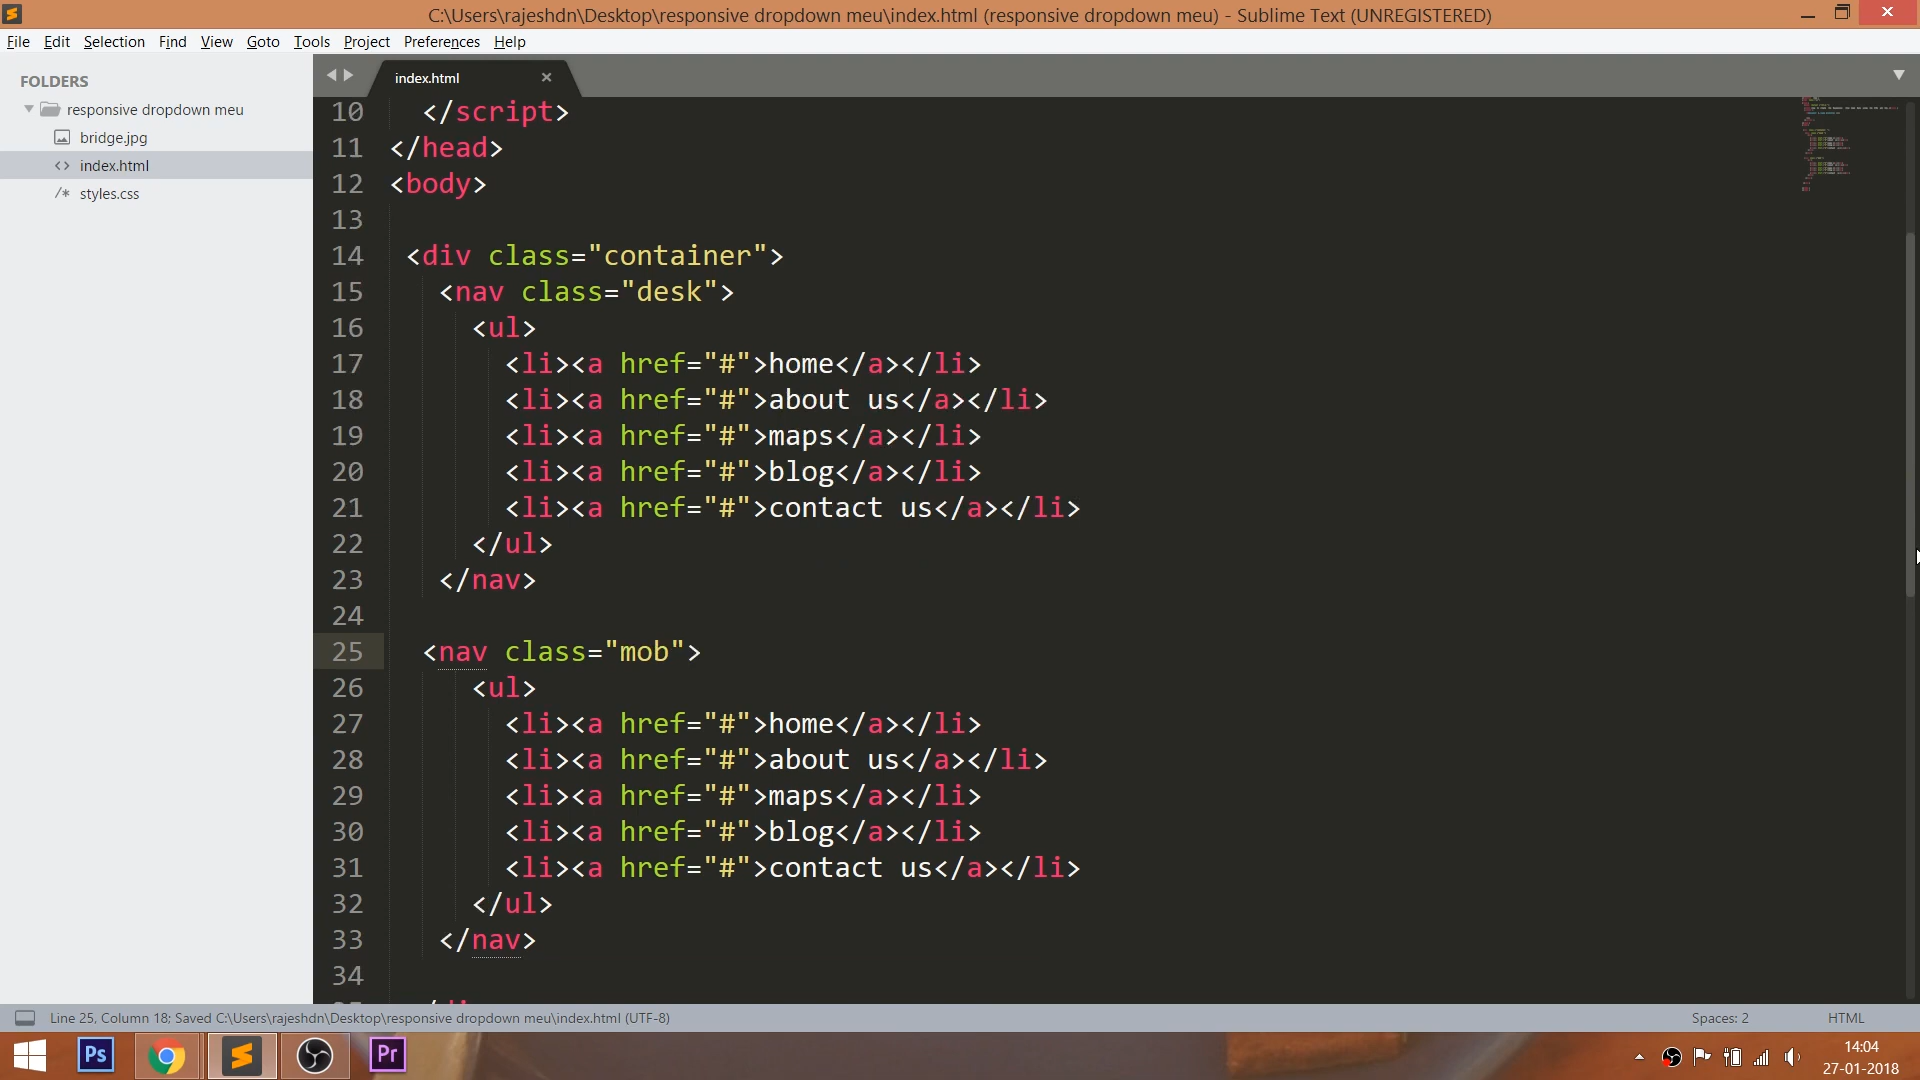 C:\Users\rajeshdn\Desktop\responsive dropdown meu\index.html (responsive dropdown meu) - Sublime Text (UNREGISTERED)
File Edit Selection Find View Goto Tools Project Preferences Help
FOLDERS
responsive dropdown meu
bridge.jpg
index.html
styles.css
index.html
10 </script>
11 </head>
12 <body>
13
14 <div class="container">
15 <nav class="desk">
16 <ul>
17 <li><a href="#">home</a></li>
18 <li><a href="#">about us</a></li>
19 <li><a href="#">maps</a></li>
20 <li><a href="#">blog</a></li>
21 <li><a href="#">contact us</a></li>
22 </ul>
23 </nav>
24
25 <nav class="mob">
26 <ul>
27 <li><a href="#">home</a></li>
28 <li><a href="#">about us</a></li>
29 <li><a href="#">maps</a></li>
30 <li><a href="#">blog</a></li>
31 <li><a href="#">contact us</a></li>
32 </ul>
33 </nav>
34
Line 25, Column 18; Saved C:\Users\rajeshdn\Desktop\responsive dropdown meu\index.html (UTF-8)
Spaces: 2
HTML
Ps
Pr
14:04
27-01-2018